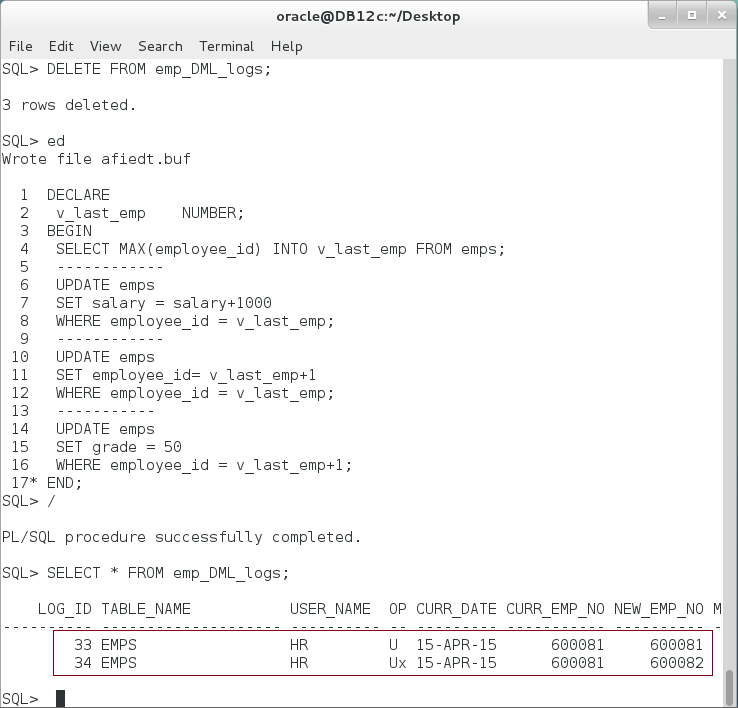 oracle@DB12c:~/Desktop
File Edit View Search Terminal Help
SQL> DELETE FROM emp_DML_logs;
3 rows deleted.
SQL> ed
Wrote file afiedt.buf
1 DECLARE
2 v_last_emp NUMBER;
3 BEGIN
4 SELECT MAX(employee_id) INTO v_last_emp FROM emps;
5 ------------
6 UPDATE emps
7 SET salary = salary+1000
8 WHERE employee_id = v_last_emp;
9 ------------
10 UPDATE emps
11 SET employee_id= v_last_emp+1
12 WHERE employee_id = v_last_emp;
13 -----------
14 UPDATE emps
15 SET grade = 50
16 WHERE employee_id = v_last_emp+1;
17* END;
SQL> /
PL/SQL procedure successfully completed.
SQL> SELECT * FROM emp_DML_logs;
LOG_ID TABLE_NAME USER_NAME OP CURR_DATE CURR_EMP_NO NEW_EMP_NO M
---------- -------------------- ---------- -- --------- ----------- ---------- -
33 EMPS HR U 15-APR-15 600081 600081
34 EMPS HR Ux 15-APR-15 600081 600082
SQL>